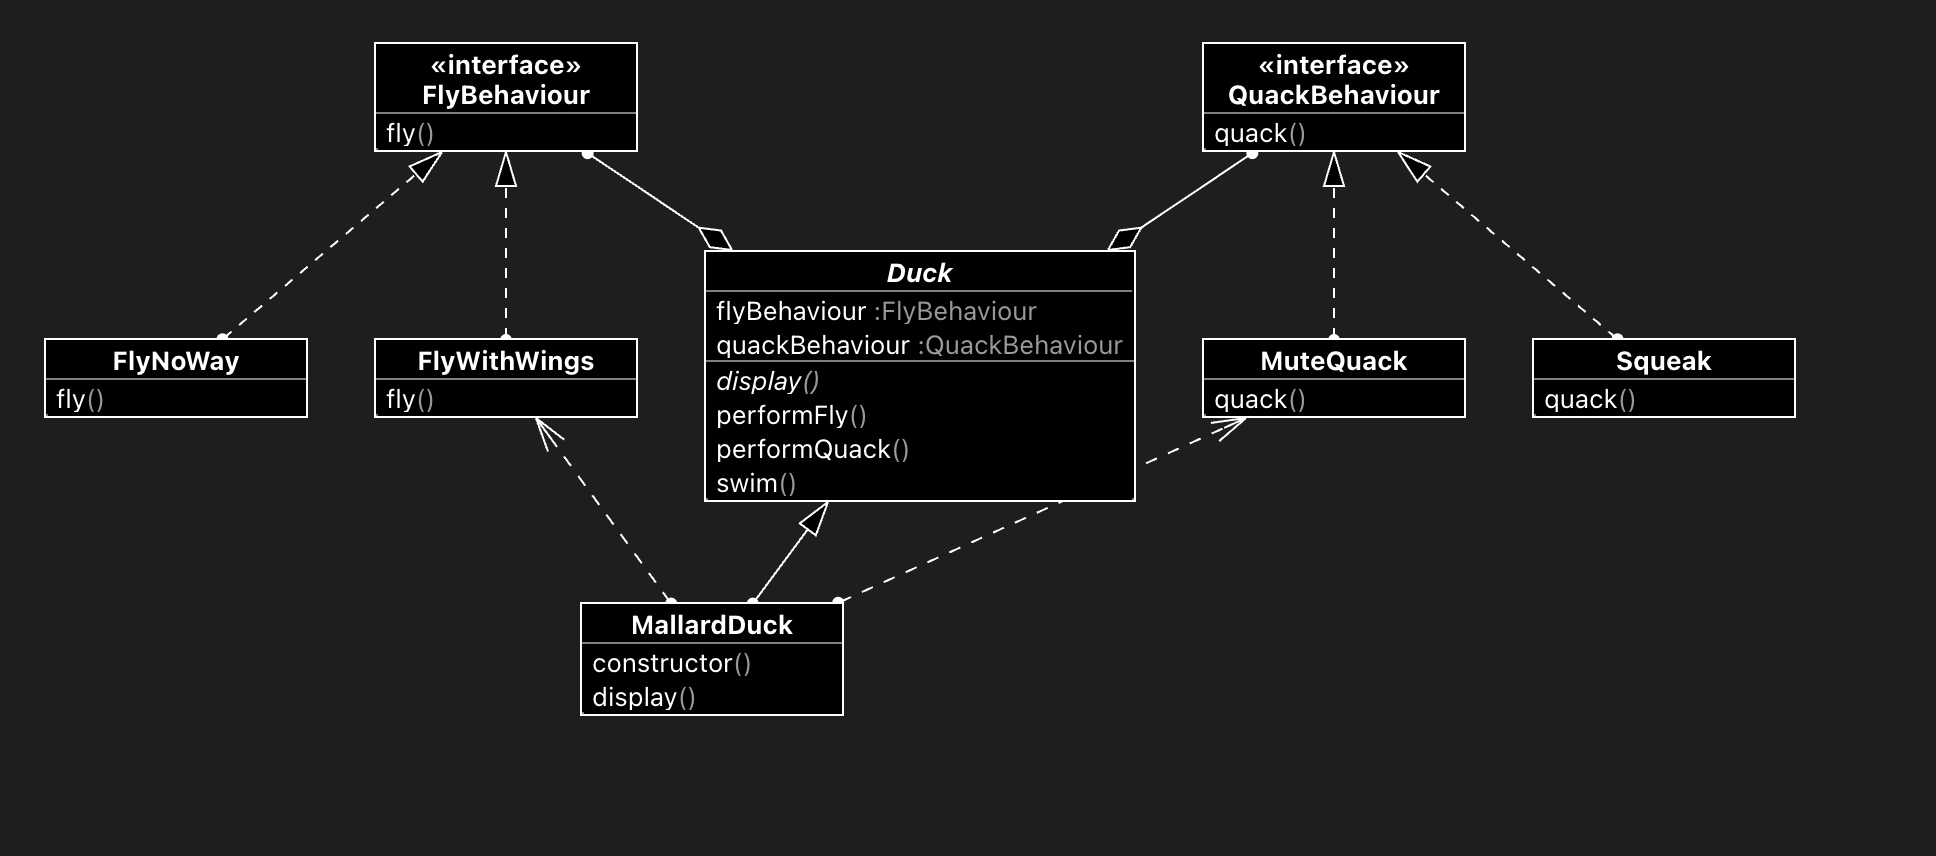 «interface»
FlyBehaviour
fly()
«interface»
QuackBehaviour
quack()
Duck
flyBehaviour :FlyBehaviour
quackBehaviour :QuackBehaviour
display()
performFly()
performQuack()
swim()
FlyNoWay
fly()
FlyWithWings
fly()
MuteQuack
quack()
Squeak
quack()
MallardDuck
constructor()
display()